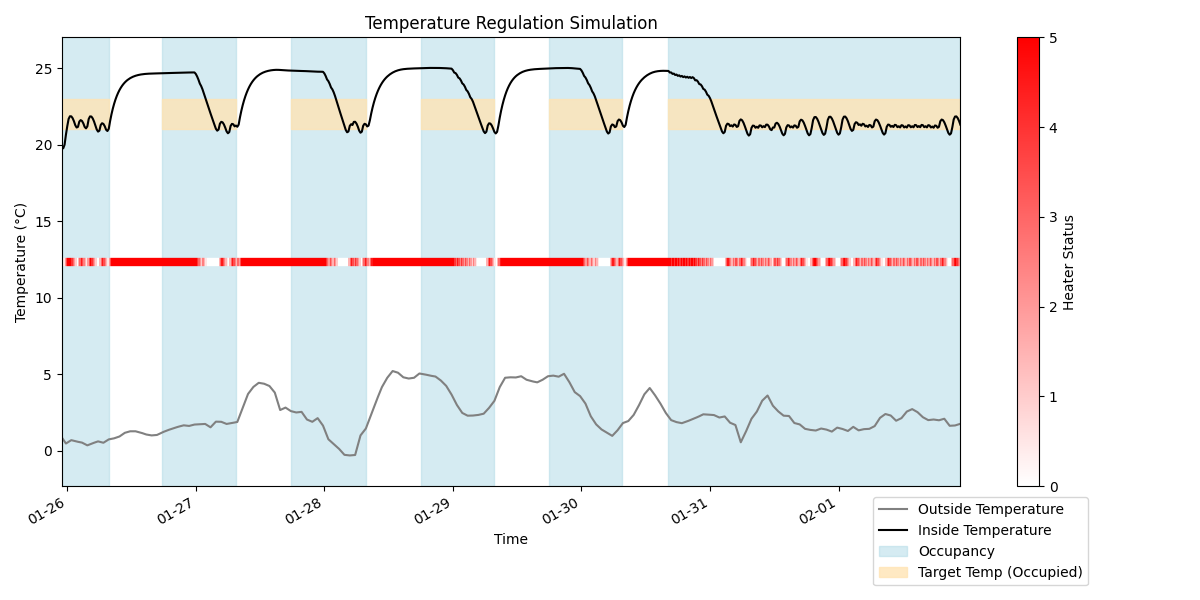 Temperature Regulation Simulation
Temperature (°C)
25
20
15
10
5
0
01-26
01-27
01-28
01-29
01-30
01-31
02-01
Time
5
4
3
2
1
0
Heater Status
Outside Temperature
Inside Temperature
Occupancy
Target Temp (Occupied)